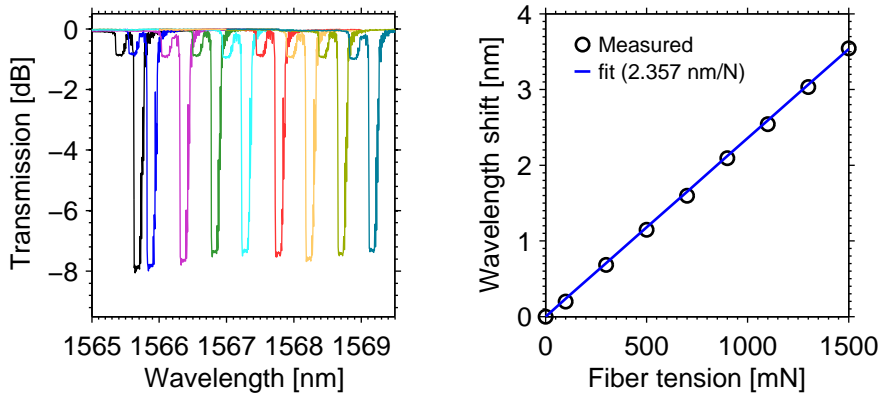 Transmission [dB]
0
−2
−4
−6
−8
1565 1566 1567 1568 1569
Wavelength [nm]
Wavelength shift [nm]
4
3
2
1
0
Measured
fit (2.357 nm/N)
0 500 1000 1500
Fiber tension [mN]